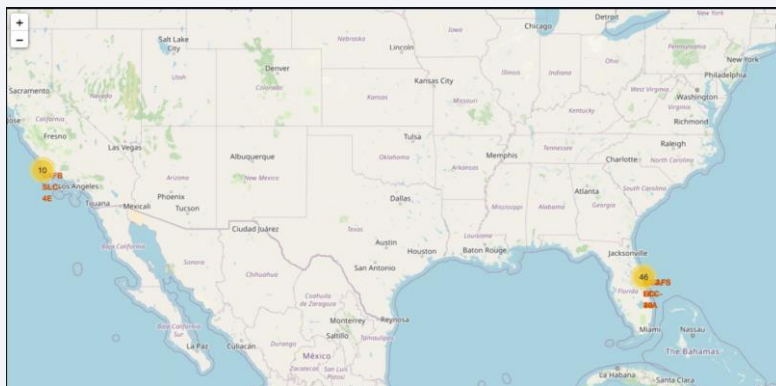 +
−
New York
Detroit
Chicago
Iowa
Nebraska
Salt Lake
City
Lincoln
Pennsylvania
New York
Philadelphia
Utah
Denver
Colorado
Illinois
Indiana
Ohio
Sacramento
Nevada
Kansas City
Washington
West Virginia
Kansas
Missouri
Virginia
Jose
California
Kentucky
Richmond
Fresno
Las Vegas
Tulsa
Raleigh
Tennessee
10
FB
Albuquerque
Oklahoma
Arkansas
Memphis
Charlotte
North Carolina
Los Angeles
SLC-
4E
Arizona
New Mexico
Atlanta
South Carolina
Tijuana
Mexicali
Phoenix
Tucson
Dallas
Mississippi
Alabama
Georgia
Ciudad Juárez
Texas
Baja California
Austin
Houston
Baton Rouge
Jacksonville
Sonora
San Antonio
Chihuahua
46
AFS
Florida
Coahuila
de Zaragoza
Baja
California
Sur
Miami
Nassau
Monterrey
Reynosa
Saltillo
Tamaulipas
La Paz
Culiacán
Durango
México
The Bahamas
Zacatecas
San Luis
Potosí
La Habana
Santa Clara